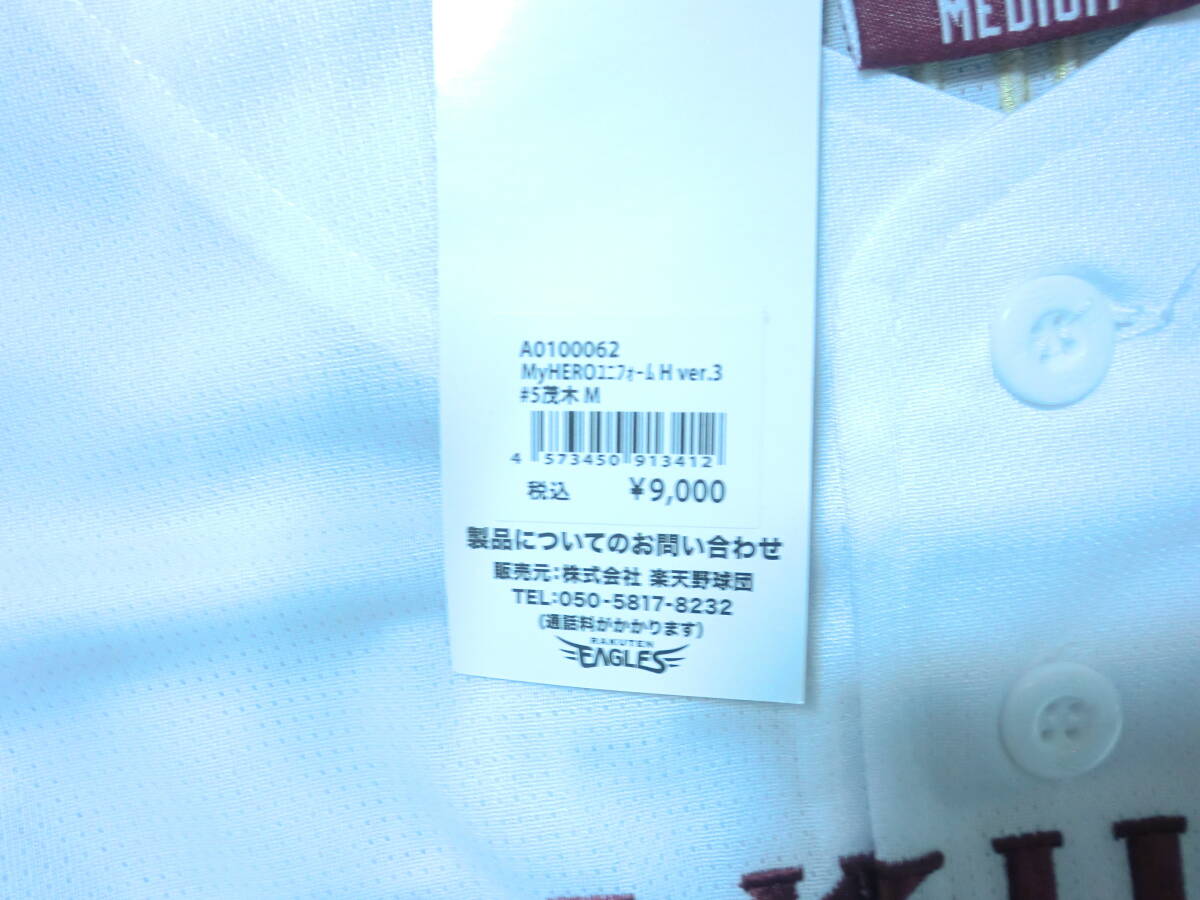 MEDIUM
A0100062
MyHEROﾕﾆﾌｫｰﾑ H ver.3
#5茂木 M
4 573450 913412
税込 ¥9,000
製品についてのお問い合わせ
販売元:株式会社 楽天野球団
TEL:050-5817-8232
(通話料がかかります)
RAKUTEN
EAGLES